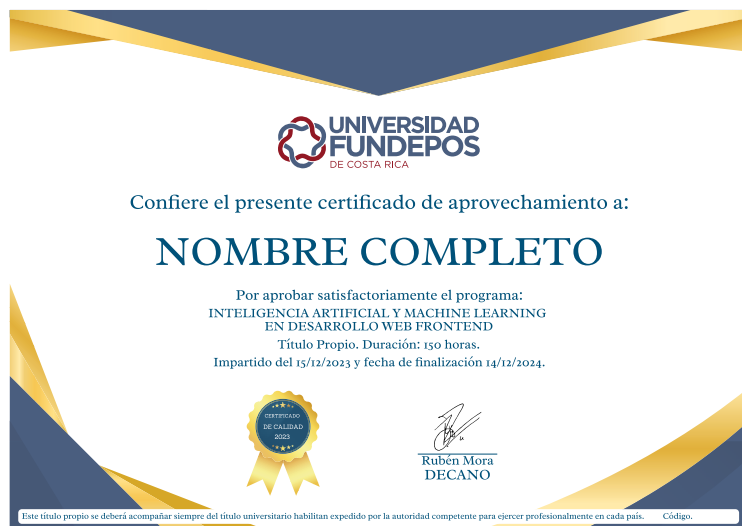 UNIVERSIDAD
FUNDEPOS
DE COSTA RICA
Confiere el presente certificado de aprovechamiento a:
NOMBRE COMPLETO
Por aprobar satisfactoriamente el programa:
INTELIGENCIA ARTIFICIAL Y MACHINE LEARNING
EN DESARROLLO WEB FRONTEND
Título Propio. Duración: 150 horas.
Impartido del 15/12/2023 y fecha de finalización 14/12/2024.
CERTIFICADO
DE CALIDAD
2023
Rubén Mora
DECANO
Este título propio se deberá acompañar siempre del título universitario habilitan expedido por la autoridad competente para ejercer profesionalmente en cada país. Código.